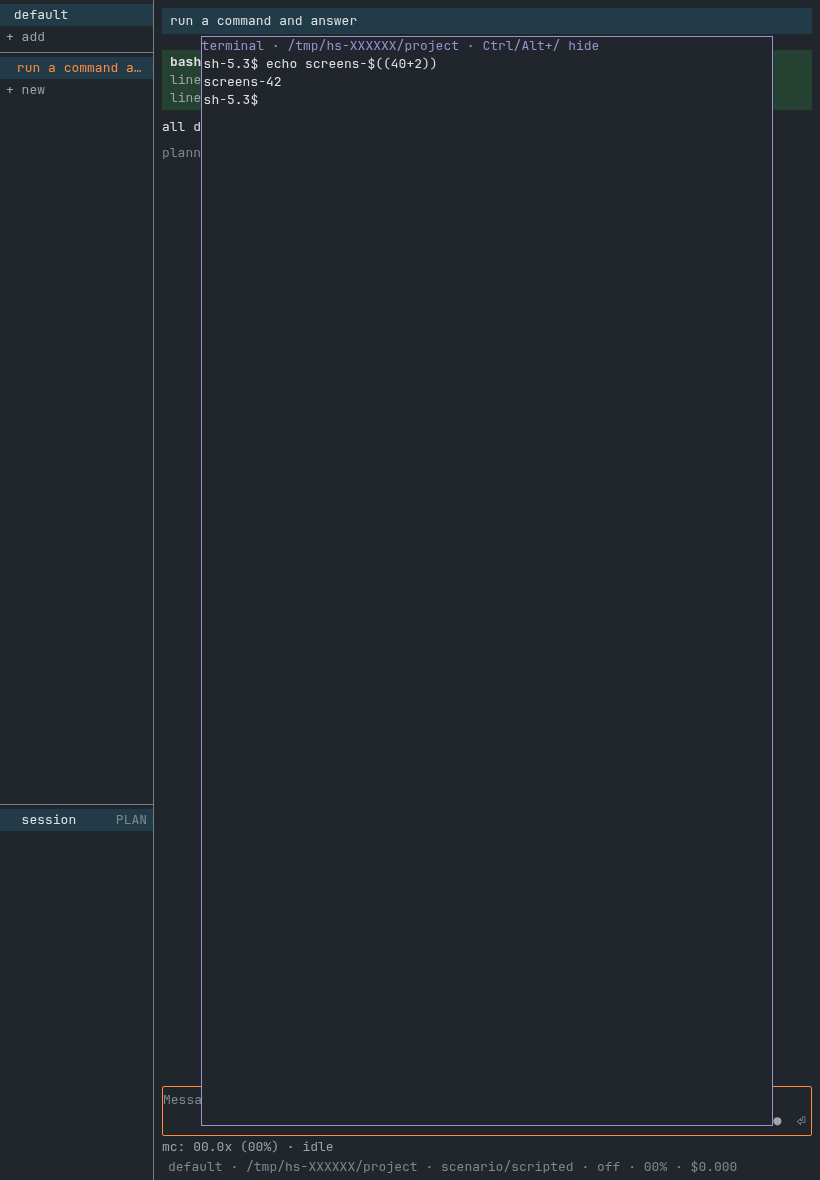 default
+ add
run a command a…
+ new
session PLAN
run a command and answer
terminal · /tmp/hs-XXXXXX/project · Ctrl/Alt+/ hide
bash
line
line
sh-5.3$ echo screens-$((40+2))
screens-42
sh-5.3$
all d
plann
Messa
● ⏎
mc: 00.0x (00%) · idle
default · /tmp/hs-XXXXXX/project · scenario/scripted · off · 00% · $0.000